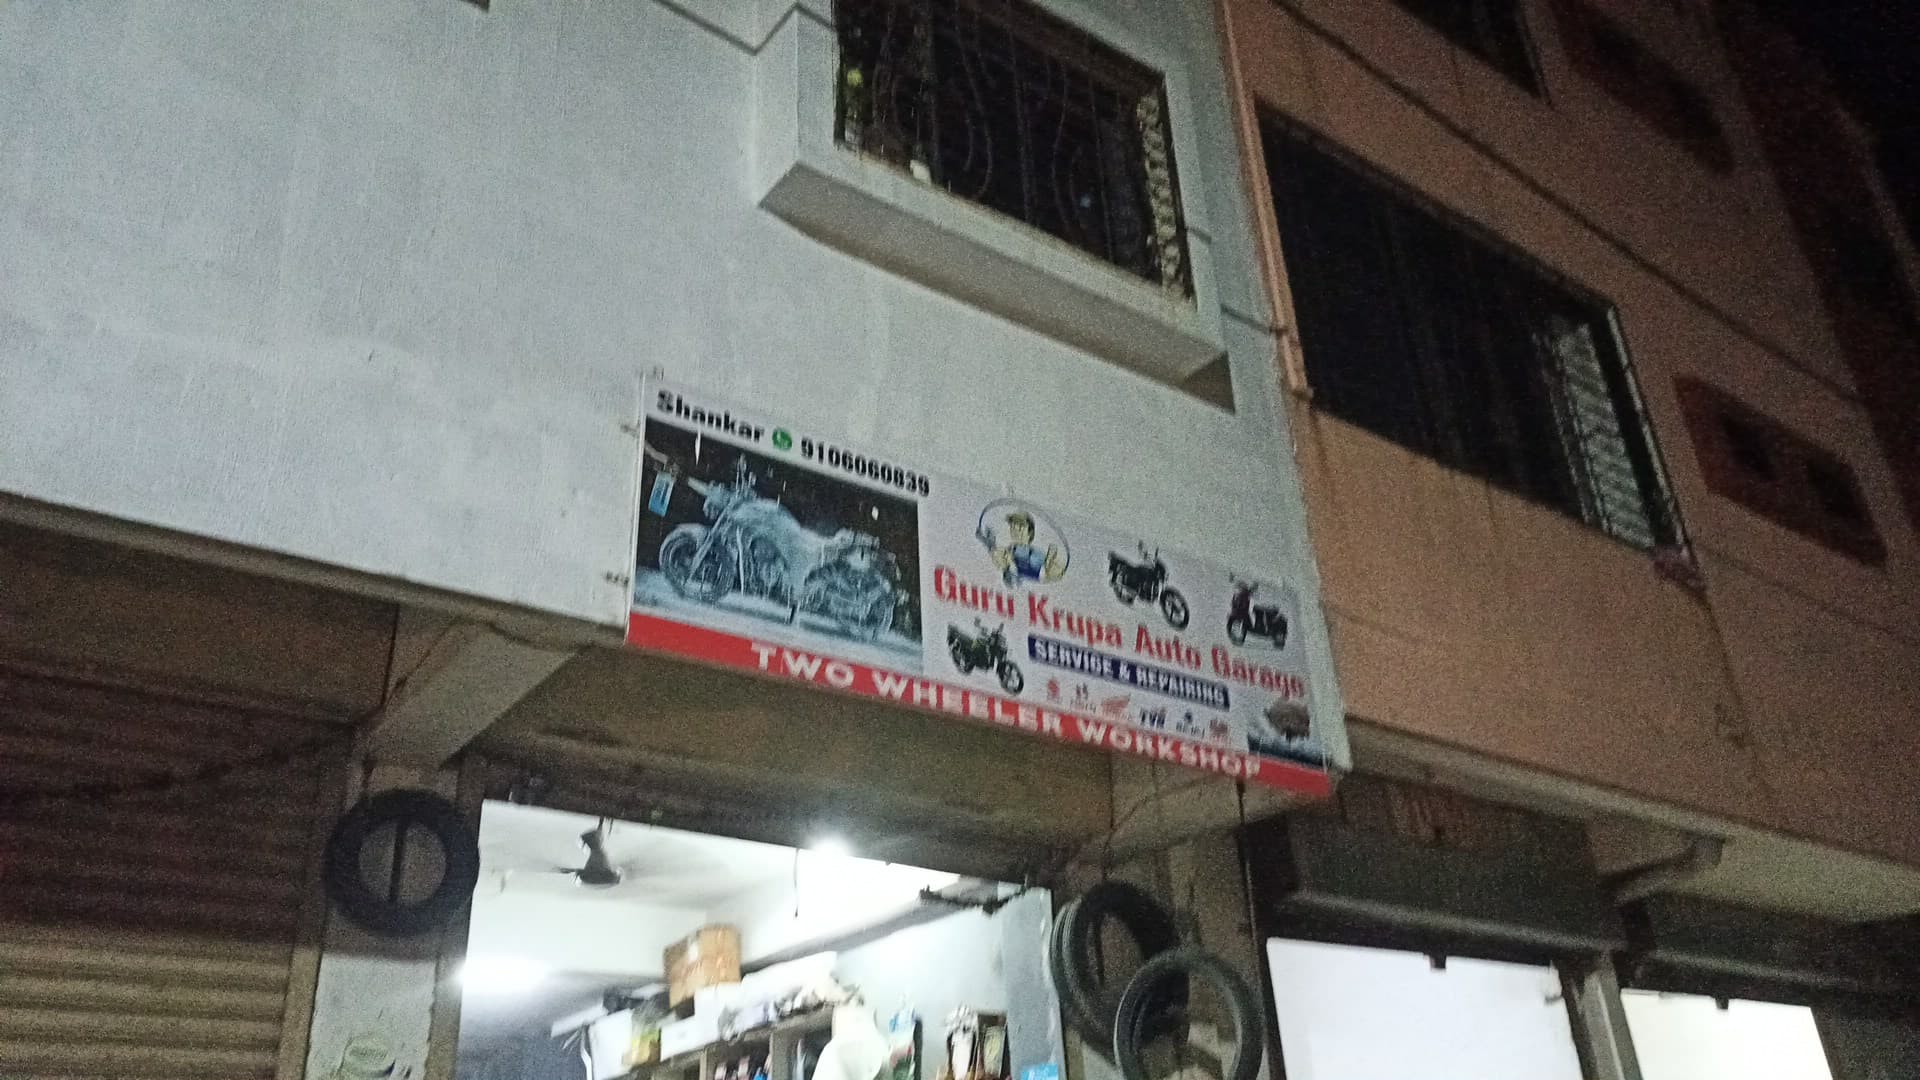 Shankar 9106060839
Guru Krupa Auto Garage
SERVICE & REPAIRING
TVS
TWO WHEELER WORKSHOP